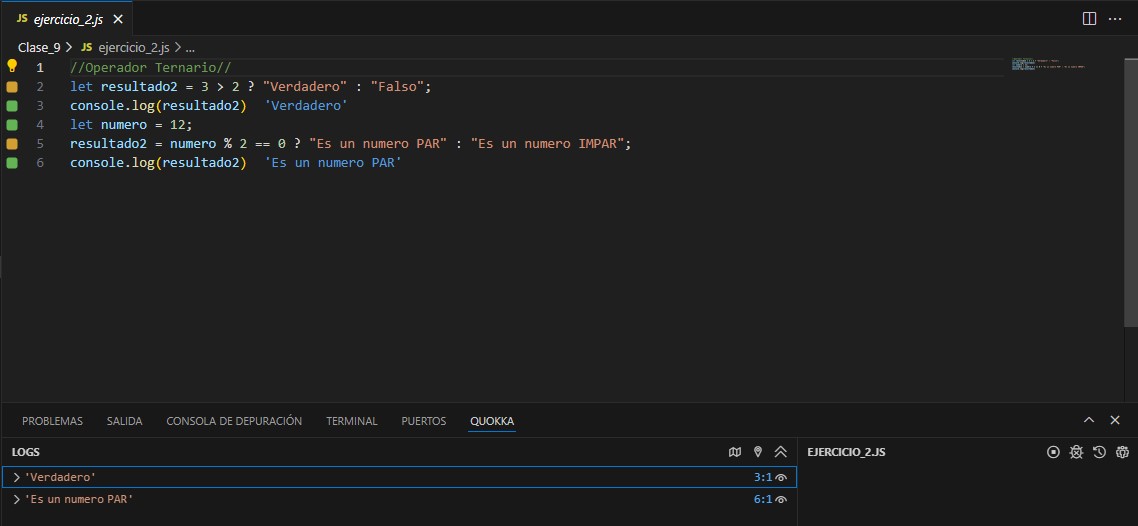 JS ejercicio_2.js
Clase_9 > JS ejercicio_2.js > ...
1 //Operador Ternario//
2 let resultado2 = 3 > 2 ? "Verdadero" : "Falso";
3 console.log(resultado2) 'Verdadero'
4 let numero = 12;
5 resultado2 = numero % 2 == 0 ? "Es un numero PAR" : "Es un numero IMPAR";
6 console.log(resultado2) 'Es un numero PAR'
PROBLEMAS SALIDA CONSOLA DE DEPURACIÓN TERMINAL PUERTOS QUOKKA
LOGS EJERCICIO_2.JS
> 'Verdadero' 3:1
> 'Es un numero PAR' 6:1